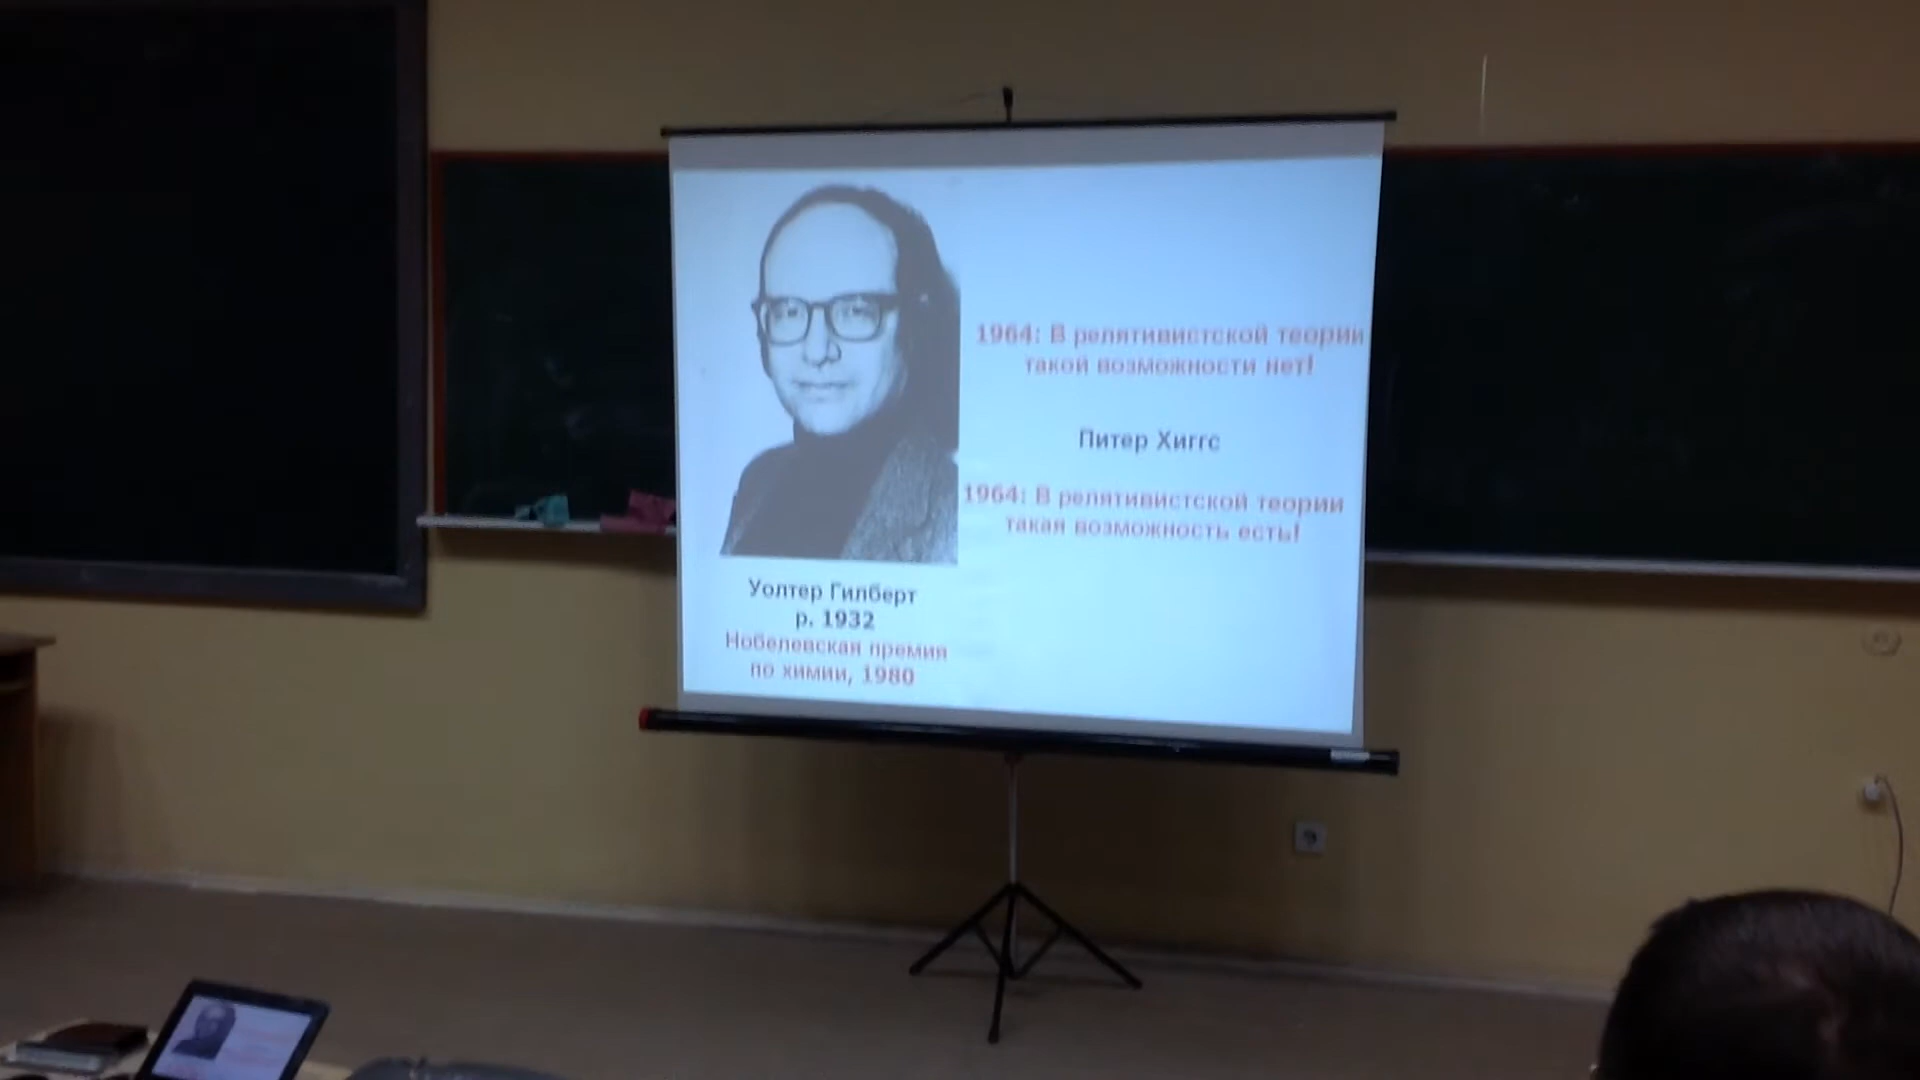 1964: В релятивистской теории
такой возможности нет!
Питер Хиггс
1964: В релятивистской теории
такая возможность есть!
Уолтер Гилберт
р. 1932
Нобелевская премия
по химии, 1980